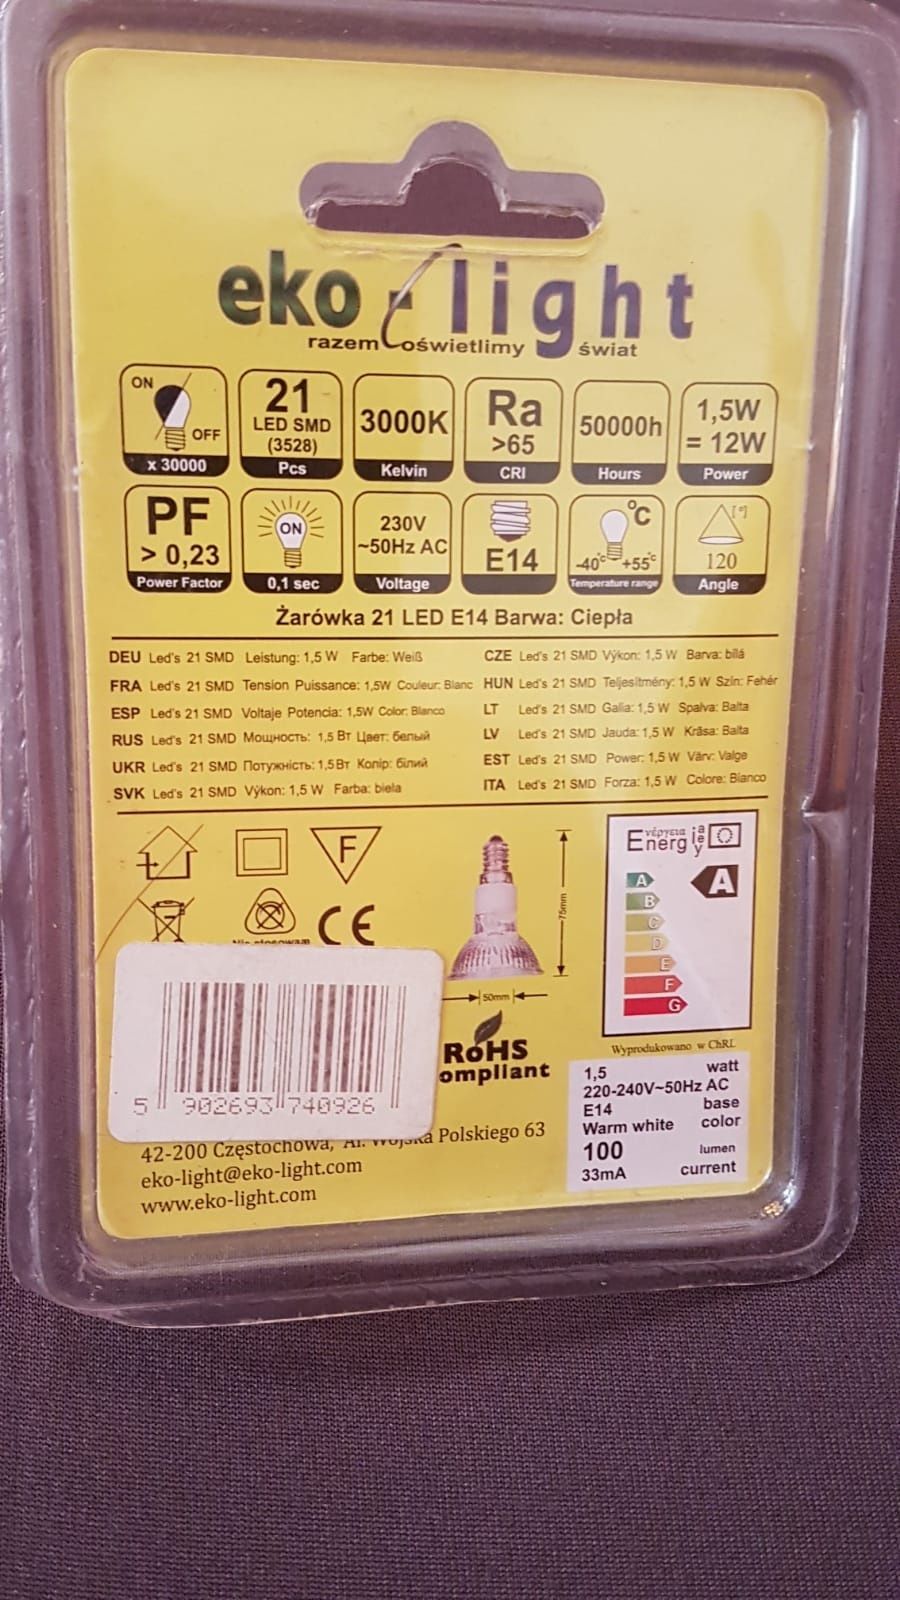 eko-light
razem oświetlimy świat
ON
OFF
x 30000
21
LED SMD
(3528)
Pcs
3000K
Kelvin
Ra
>65
CRI
50000h
Hours
1,5W
= 12W
Power
PF
> 0,23
Power Factor
ON
0,1 sec
230V
~50Hz AC
Voltage
E14
°C
-40°C +55°C
Temperature range
[°]
120
Angle
Żarówka 21 LED E14 Barwa: Ciepła
DEU Led's 21 SMD Leistung: 1,5 W Farbe: Weiß
FRA Led's 21 SMD Tension Puissance: 1,5W Couleur: Blanc
ESP Led's 21 SMD Voltaje Potencia: 1,5W Color: Blanco
RUS Led's 21 SMD Мощность: 1,5 Вт Цвет: белый
UKR Led's 21 SMD Потужність: 1,5Вт Колір: білий
SVK Led's 21 SMD Výkon: 1,5 W Farba: biela
CZE Led's 21 SMD Výkon: 1,5 W Barva: bílá
HUN Led's 21 SMD Teljesítmény: 1,5 W Szín: Fehér
LT Led's 21 SMD Galia: 1,5 W Spalva: Balta
LV Led's 21 SMD Jauda: 1,5 W Krāsa: Balta
EST Led's 21 SMD Power: 1,5 W Värv: Valge
ITA Led's 21 SMD Forza: 1,5 W Colore: Bianco
F
CE
75mm
50mm
RoHS
ompliant
Energ
ενέργεια
A
B
C
D
E
F
G
A
Wyprodukowano w ChRL
1,5 watt
220-240V~50Hz AC
E14 base
Warm white color
100 lumen
33mA current
5 902693 740926
42-200 Częstochowa, Al. Wojska Polskiego 63
eko-light@eko-light.com
www.eko-light.com